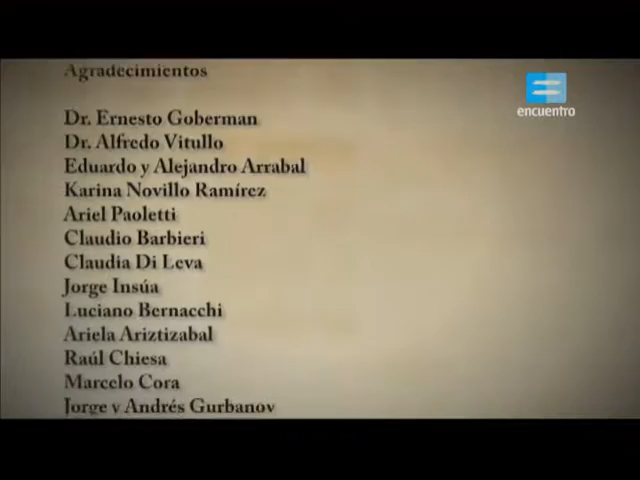 Agradecimientos
encuentro
Dr. Ernesto Goberman
Dr. Alfredo Vitullo
Eduardo y Alejandro Arrabal
Karina Novillo Ramírez
Ariel Paoletti
Claudio Barbieri
Claudia Di Leva
Jorge Insúa
Luciano Bernacchi
Ariela Ariztizabal
Raúl Chiesa
Marcelo Cora
Jorge y Andrés Gurbanov